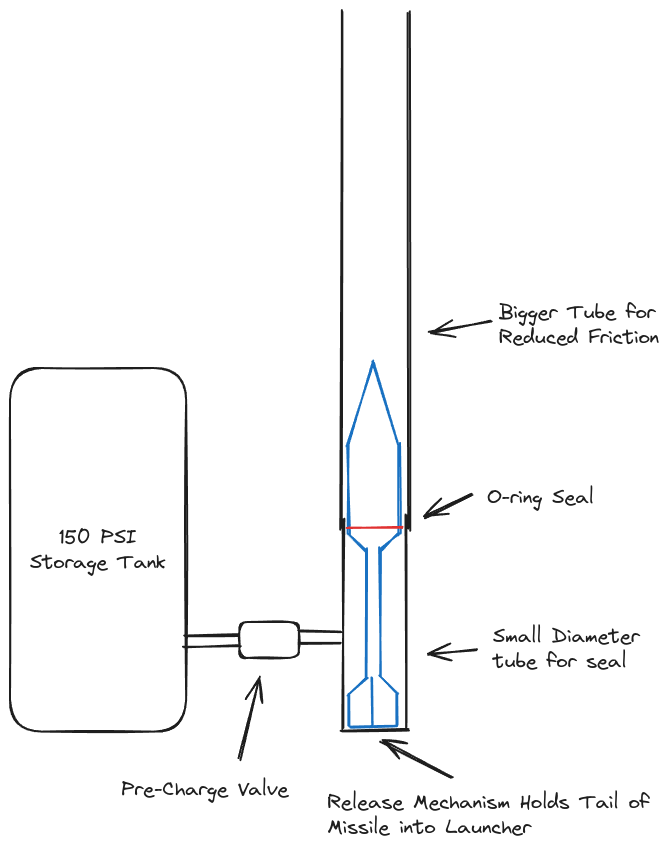 Bigger Tube for
Reduced Friction
O-ring Seal
150 PSI
Storage Tank
Small Diameter
tube for seal
Pre-Charge Valve
Release Mechanism Holds Tail of
Missile into Launcher